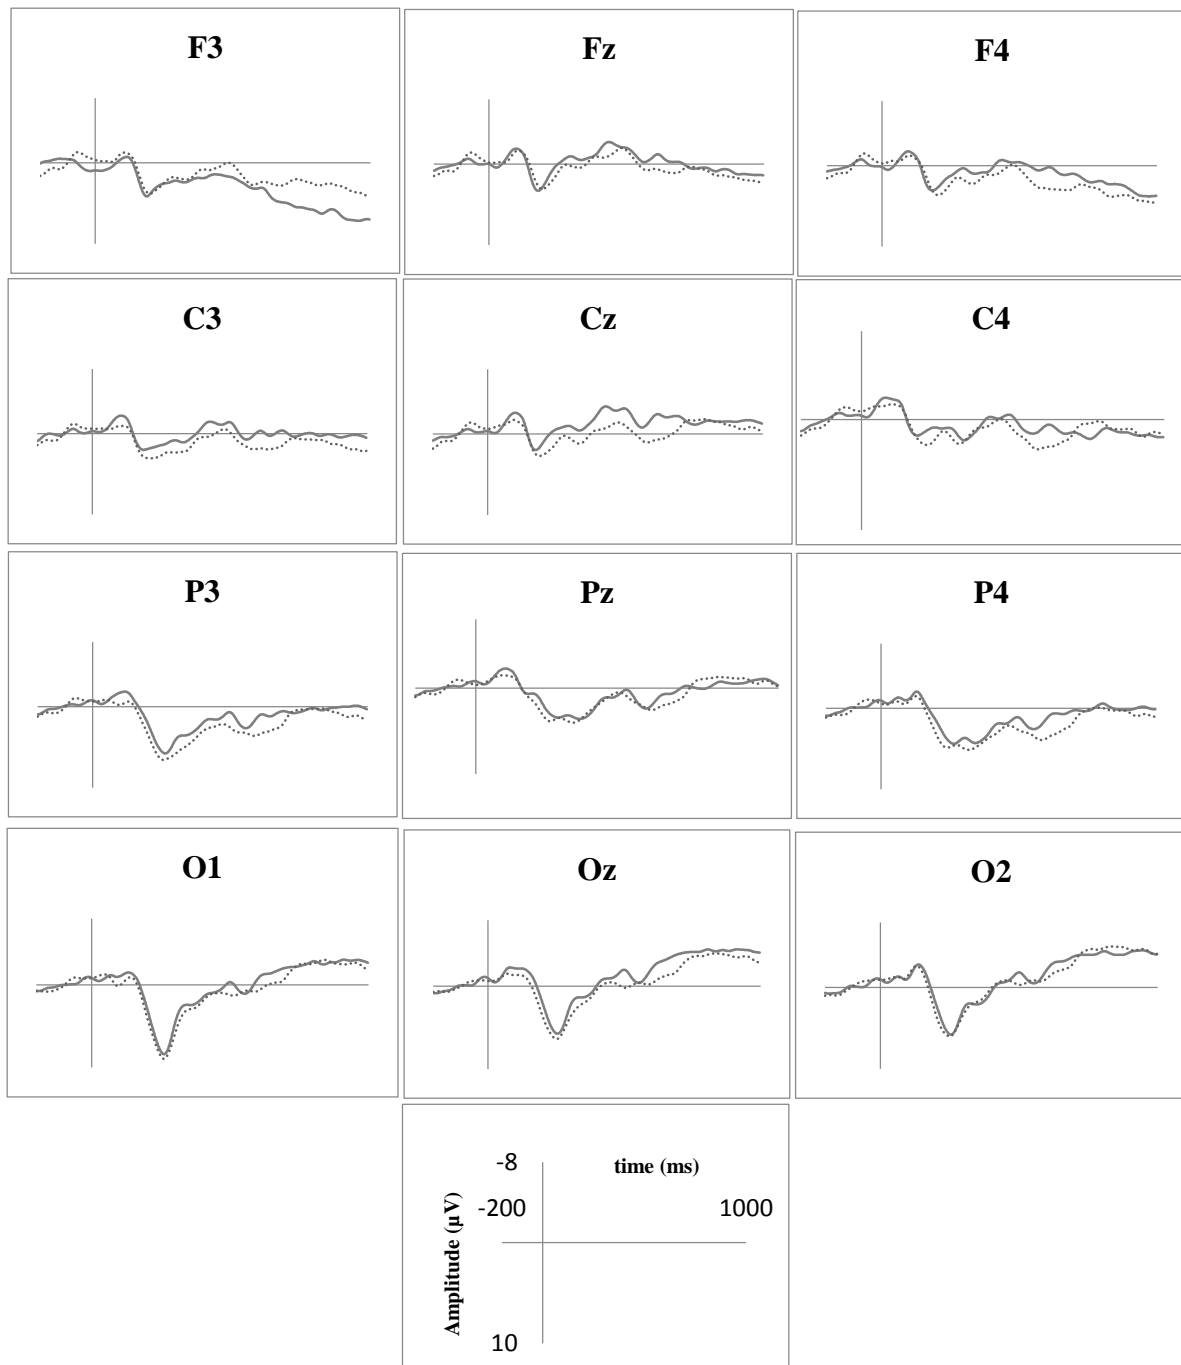 F3
Fz
F4
C3
Cz
C4
P3
Pz
P4
O1
Oz
O2
-8
time (ms)
-200
1000
Amplitude (µV)
10